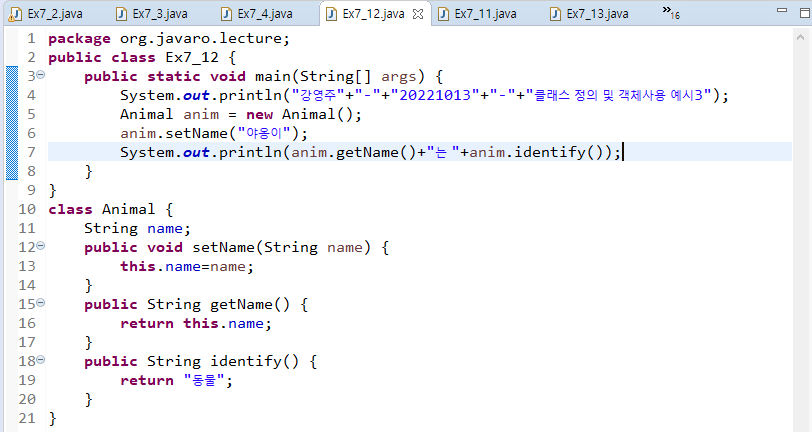 Ex7_2.java Ex7_3.java Ex7_4.java Ex7_12.java Ex7_11.java Ex7_13.java »16
1 package org.javaro.lecture;
2 public class Ex7_12 {
3 public static void main(String[] args) {
4 System.out.println("강영주"+"-"+"20221013"+"-"+"클래스 정의 및 객체사용 예시3");
5 Animal anim = new Animal();
6 anim.setName("야옹이");
7 System.out.println(anim.getName()+"는 "+anim.identify());
8 }
9 }
10 class Animal {
11 String name;
12 public void setName(String name) {
13 this.name=name;
14 }
15 public String getName() {
16 return this.name;
17 }
18 public String identify() {
19 return "동물";
20 }
21 }